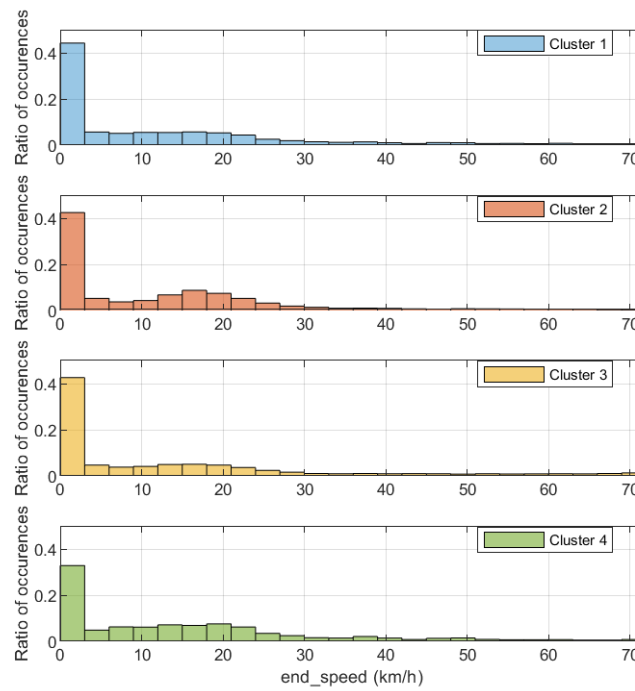 Ratio of occurences
0.4
0.2
0
Cluster 1
0 10 20 30 40 50 60 70
Ratio of occurences
0.4
0.2
0
Cluster 2
0 10 20 30 40 50 60 70
Ratio of occurences
0.4
0.2
0
Cluster 3
0 10 20 30 40 50 60 70
Ratio of occurences
0.4
0.2
0
Cluster 4
0 10 20 30 40 50 60 70
end_speed (km/h)